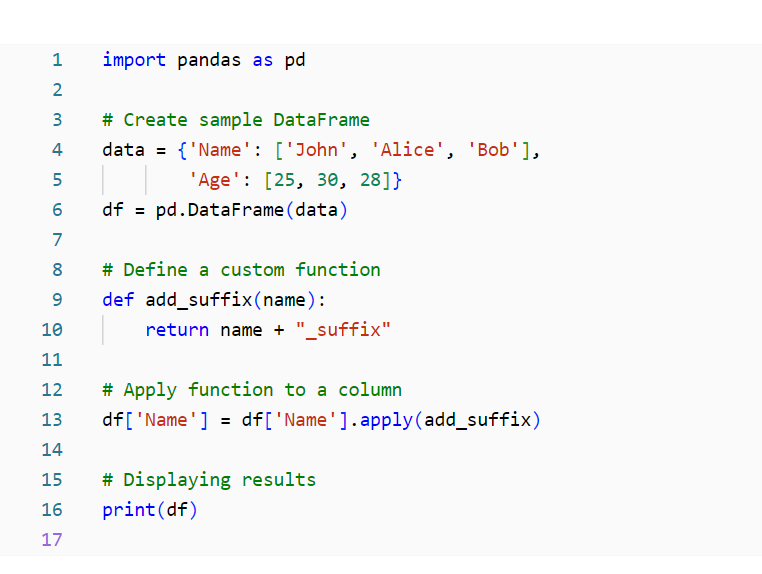 1 import pandas as pd
2
3 # Create sample DataFrame
4 data = {'Name': ['John', 'Alice', 'Bob'],
5         'Age': [25, 30, 28]}
6 df = pd.DataFrame(data)
7
8 # Define a custom function
9 def add_suffix(name):
10     return name + "_suffix"
11
12 # Apply function to a column
13 df['Name'] = df['Name'].apply(add_suffix)
14
15 # Displaying results
16 print(df)
17